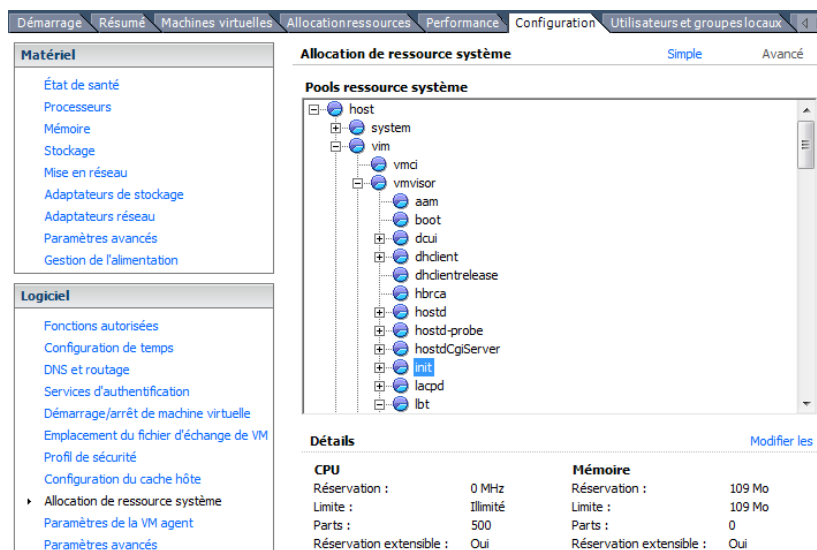 Démarrage Résumé Machines virtuelles Allocation ressources Performance Configuration Utilisateurs et groupes locaux
Matériel
État de santé
Processeurs
Mémoire
Stockage
Mise en réseau
Adaptateurs de stockage
Adaptateurs réseau
Paramètres avancés
Gestion de l'alimentation
Logiciel
Fonctions autorisées
Configuration de temps
DNS et routage
Services d'authentification
Démarrage/arrêt de machine virtuelle
Emplacement du fichier d'échange de VM
Profil de sécurité
Configuration du cache hôte
Allocation de ressource système
Paramètres de la VM agent
Paramètres avancés
Allocation de ressource système Simple Avancé
Pools ressource système
host
system
vim
vmci
vmvisor
aam
boot
dcui
dhclient
dhclientrelease
hbrca
hostd
hostd-probe
hostdCgiServer
init
lacpd
lbt
Détails Modifier les
CPU
Réservation : 0 MHz
Limite : Illimité
Parts : 500
Réservation extensible : Oui
Mémoire
Réservation : 109 Mo
Limite : 109 Mo
Parts : 0
Réservation extensible : Oui